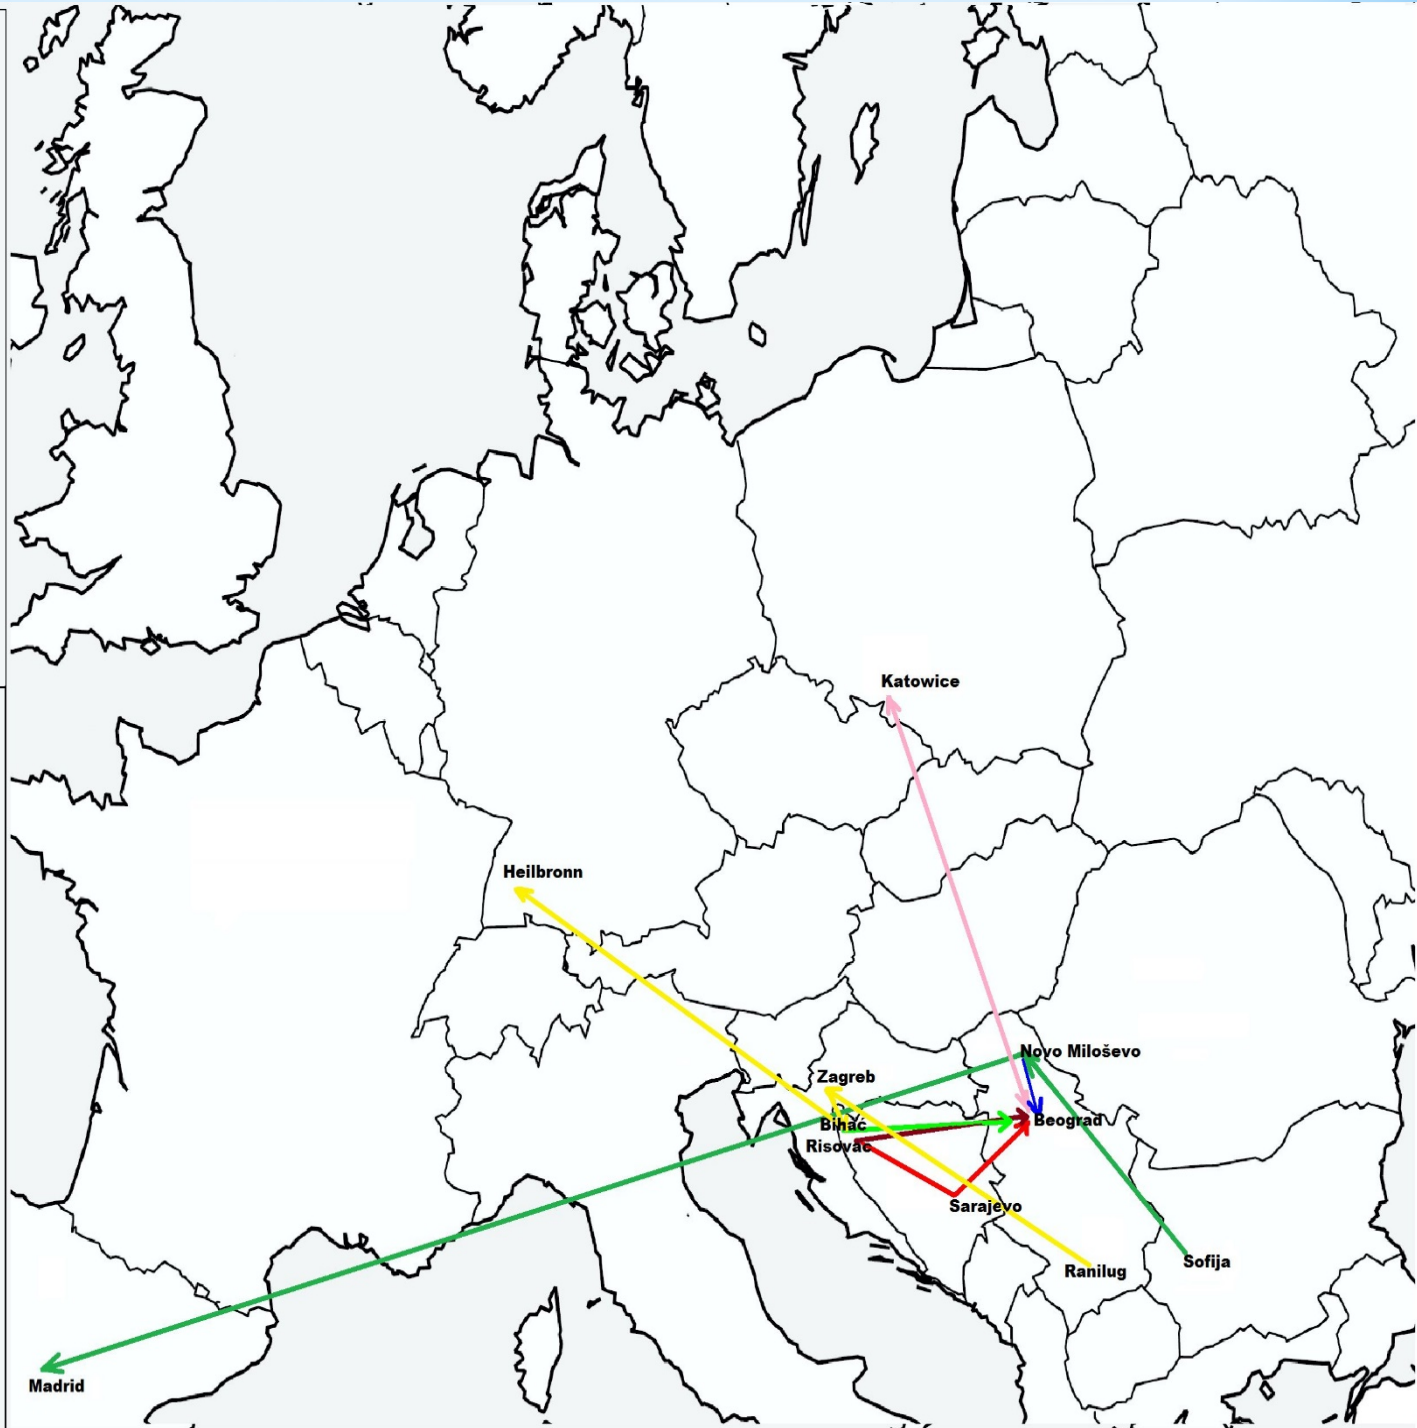 Katowice
Heilbronn
Novo Miloševo
Zagreb
Bihać
Beograd
Risovac
Sarajevo
Sofija
Ranilug
Madrid